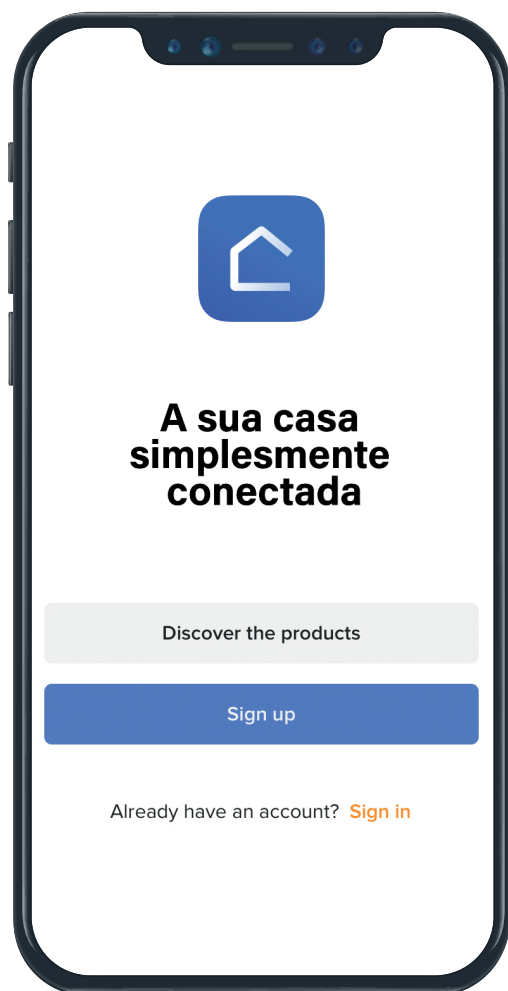 A sua casa
simplesmente
conectada
Discover the products
Sign up
Already have an account? Sign in